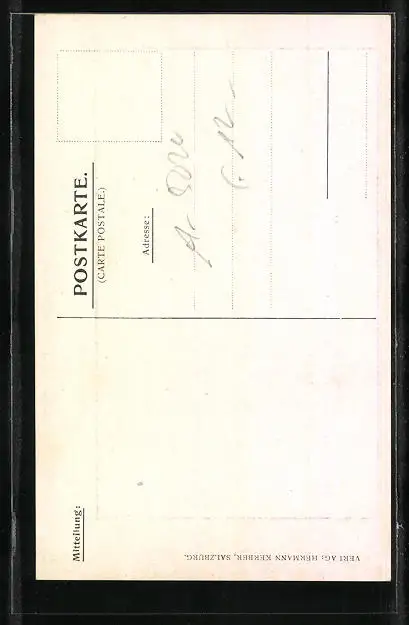 POSTKARTE.
(CARTE POSTALE.)
Mitteilung:
Adresse:
VERLAG: HERMANN KERBER, SALZBURG.